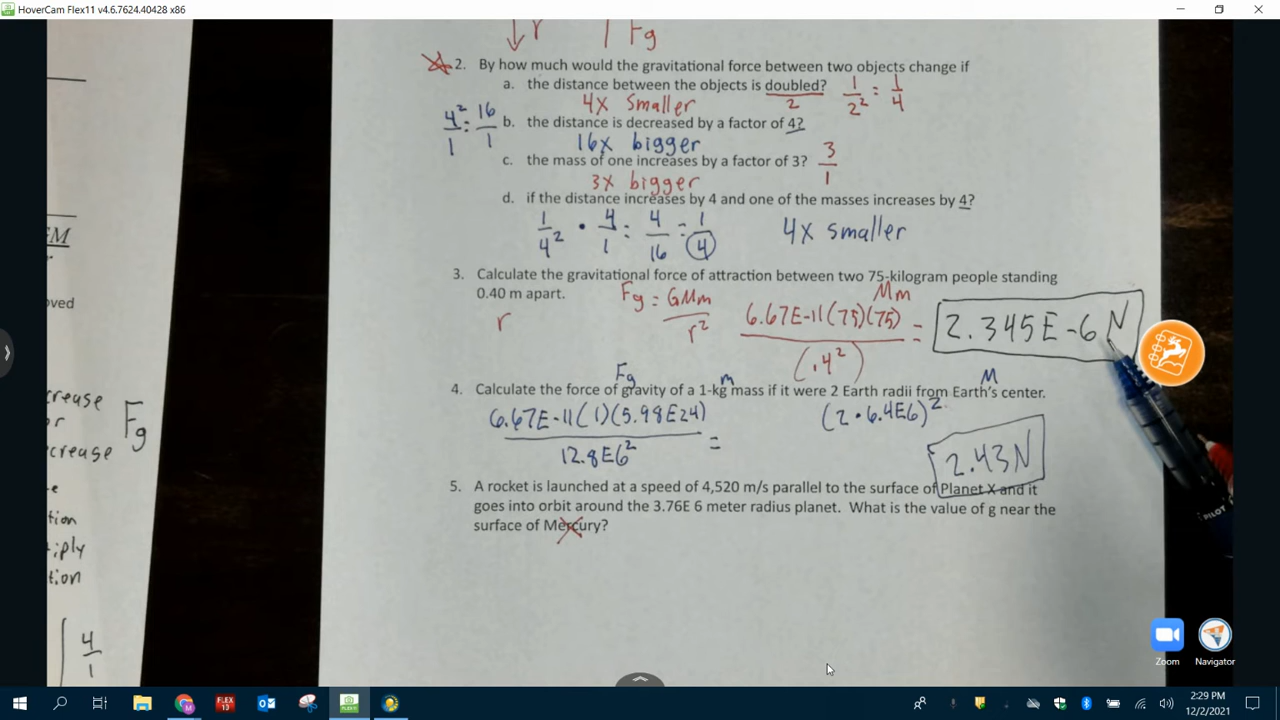 HoverCam Flex11 v4.6.7624.40428 x86
r Fg
2. By how much would the gravitational force between two objects change if
a. the distance between the objects is doubled? 1/2² = 1/4
4x smaller 2
4²/1 = 16/1 b. the distance is decreased by a factor of 4?
16x bigger
c. the mass of one increases by a factor of 3? 3/1
3x bigger
d. if the distance increases by 4 and one of the masses increases by 4?
1/4² • 4/1 = 4/16 = 1/4 4x smaller
3. Calculate the gravitational force of attraction between two 75-kilogram people standing
0.40 m apart. Fg = GMm/r² Mm
r 6.67E-11(75)(75)/(.4²) = 2.345E-6 N
Fg m M
4. Calculate the force of gravity of a 1-kg mass if it were 2 Earth radii from Earth's center.
6.67E-11(1)(5.98E24)/12.8E6² = (2•6.4E6)²
2.43N
5. A rocket is launched at a speed of 4,520 m/s parallel to the surface of Planet X and it
goes into orbit around the 3.76E 6 meter radius planet. What is the value of g near the
surface of Mercury?
EM
oved
crease
or Fg
crease
tion
iply
tion
4/1
PILOT
Zoom Navigator
FLEX
11
2:29 PM
12/2/2021